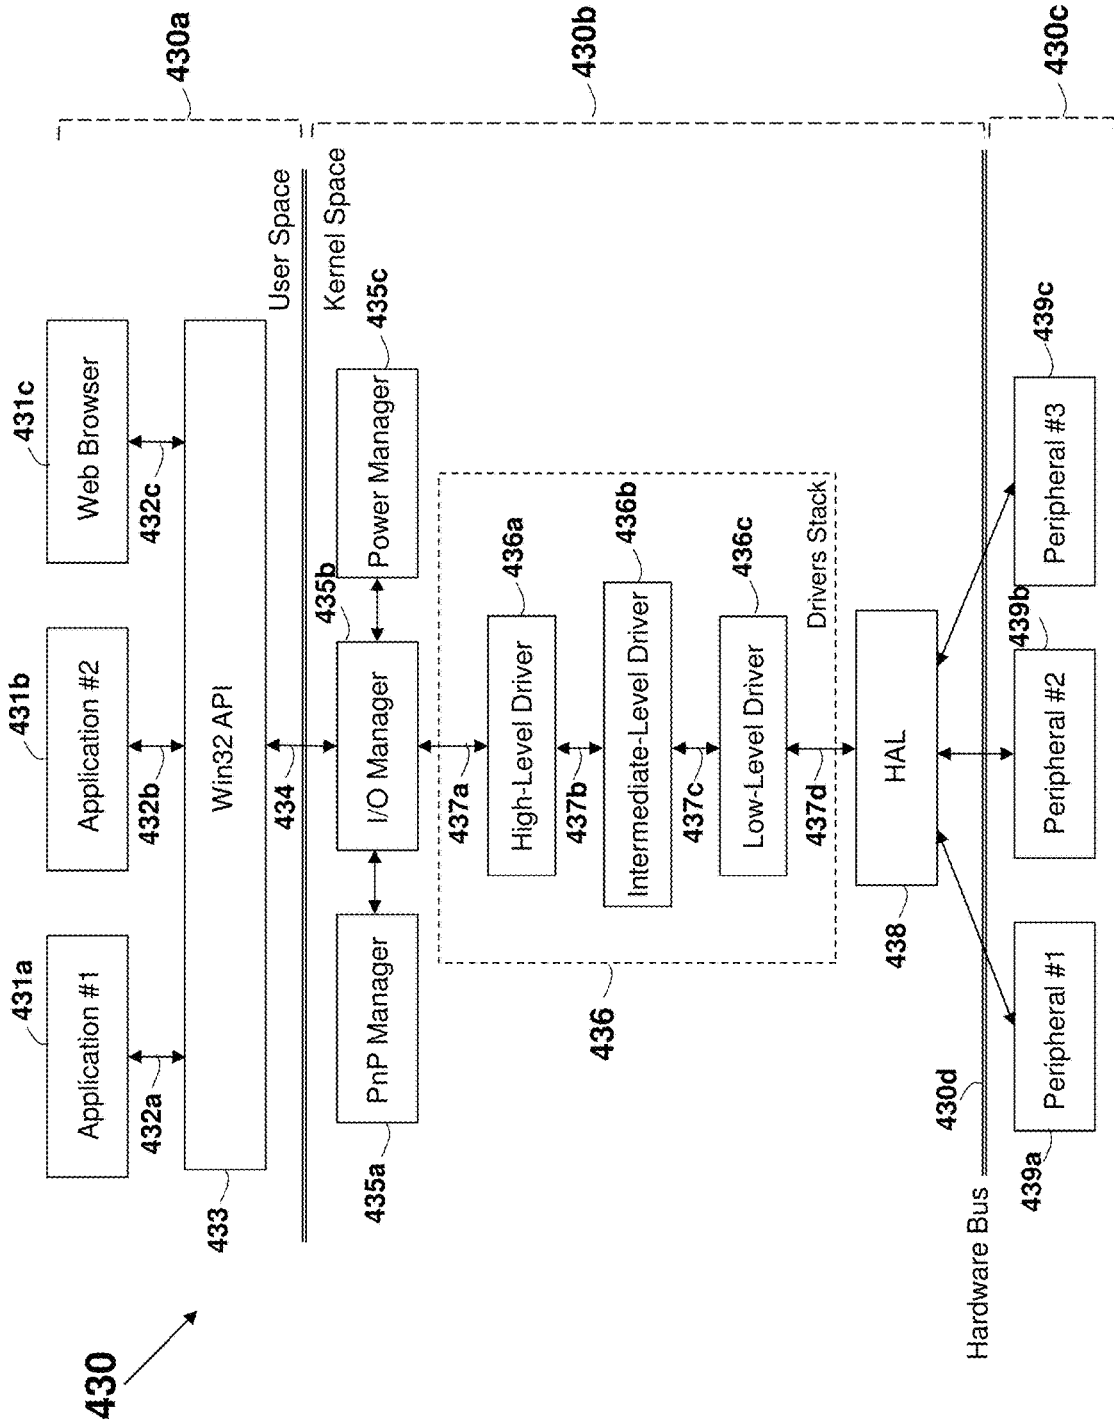 430
431a
Application #1
432a
431b
Application #2
432b
431c
Web Browser
432c
430a
433
Win32 API
User Space
434
Kernel Space
435a
PnP Manager
435b
I/O Manager
435c
Power Manager
430b
437a
436
436a
High-Level Driver
437b
436b
Intermediate-Level Driver
437c
436c
Low-Level Driver
Drivers Stack
437d
438
HAL
430d
Hardware Bus
430c
439a
Peripheral #1
439b
Peripheral #2
439c
Peripheral #3